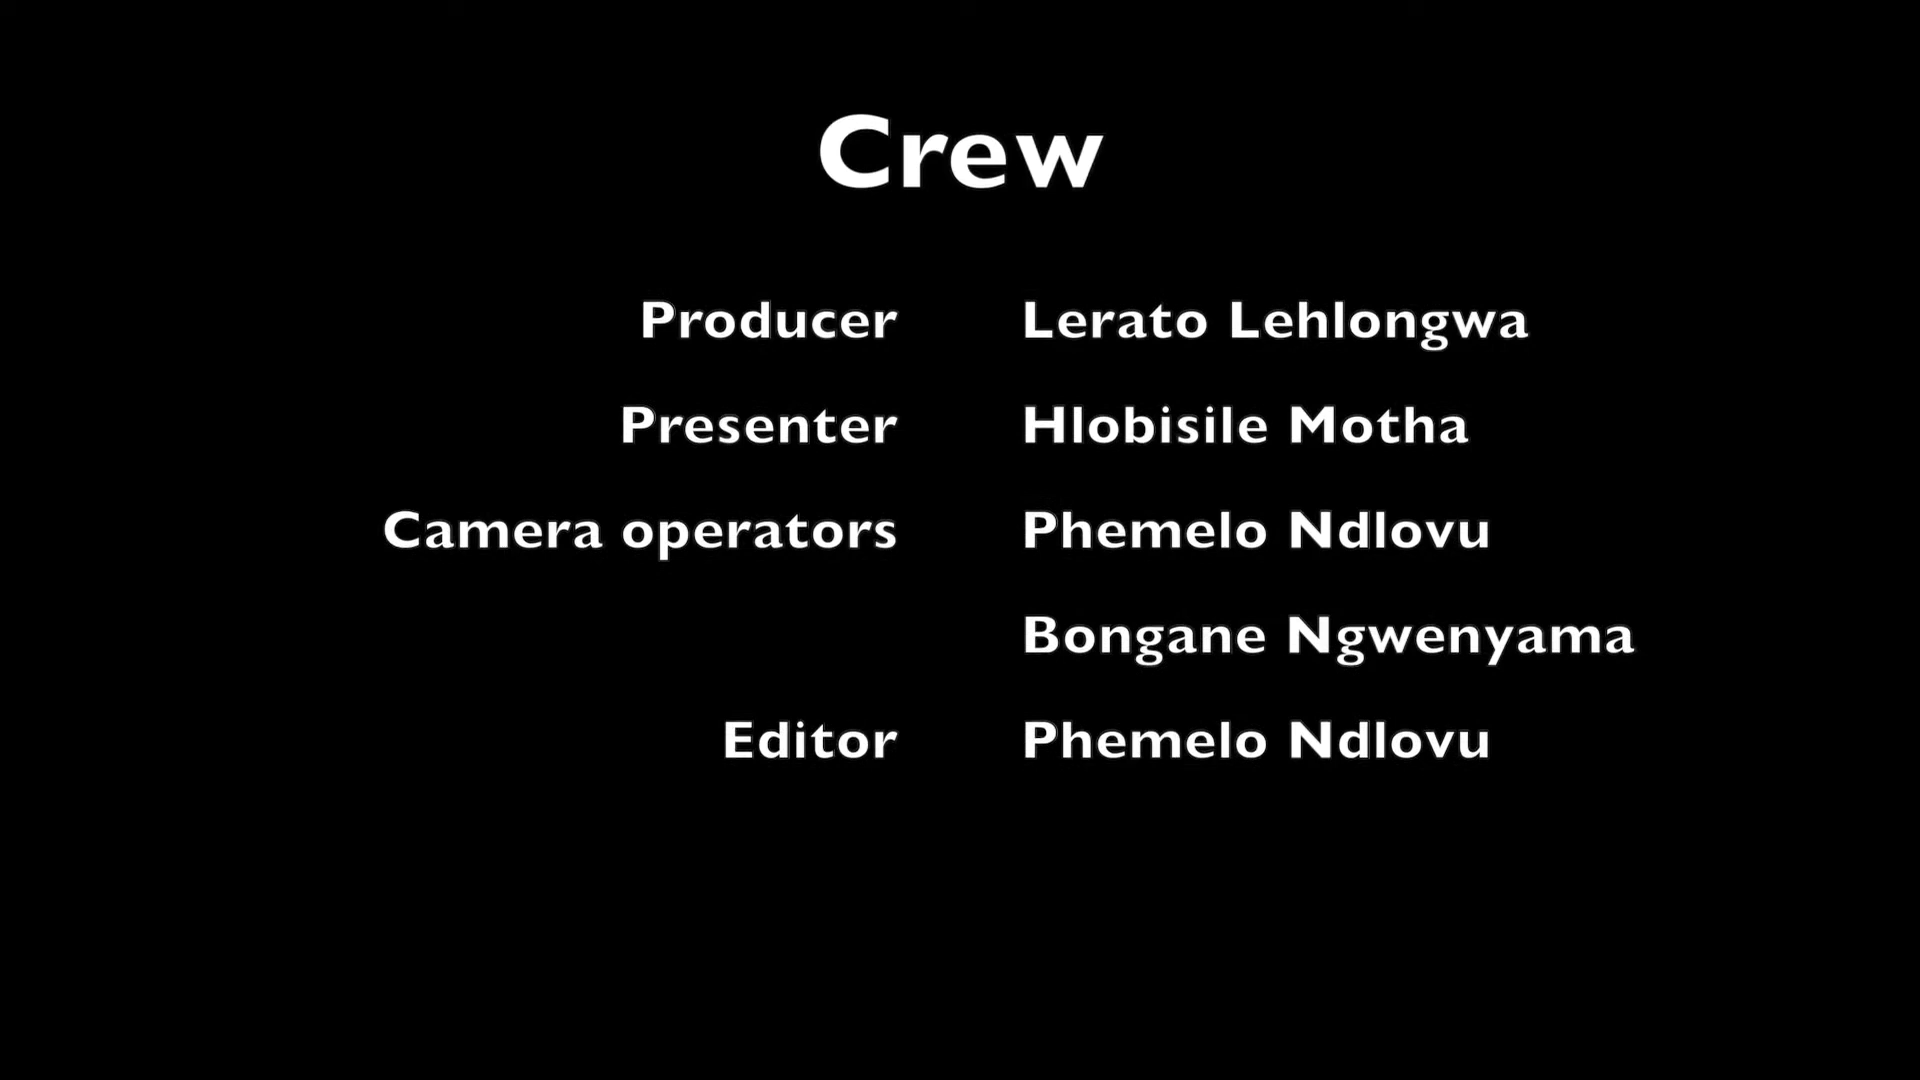 Crew
Producer Lerato Lehlongwa
Presenter Hlobisile Motha
Camera operators Phemelo Ndlovu
Bongane Ngwenyama
Editor Phemelo Ndlovu